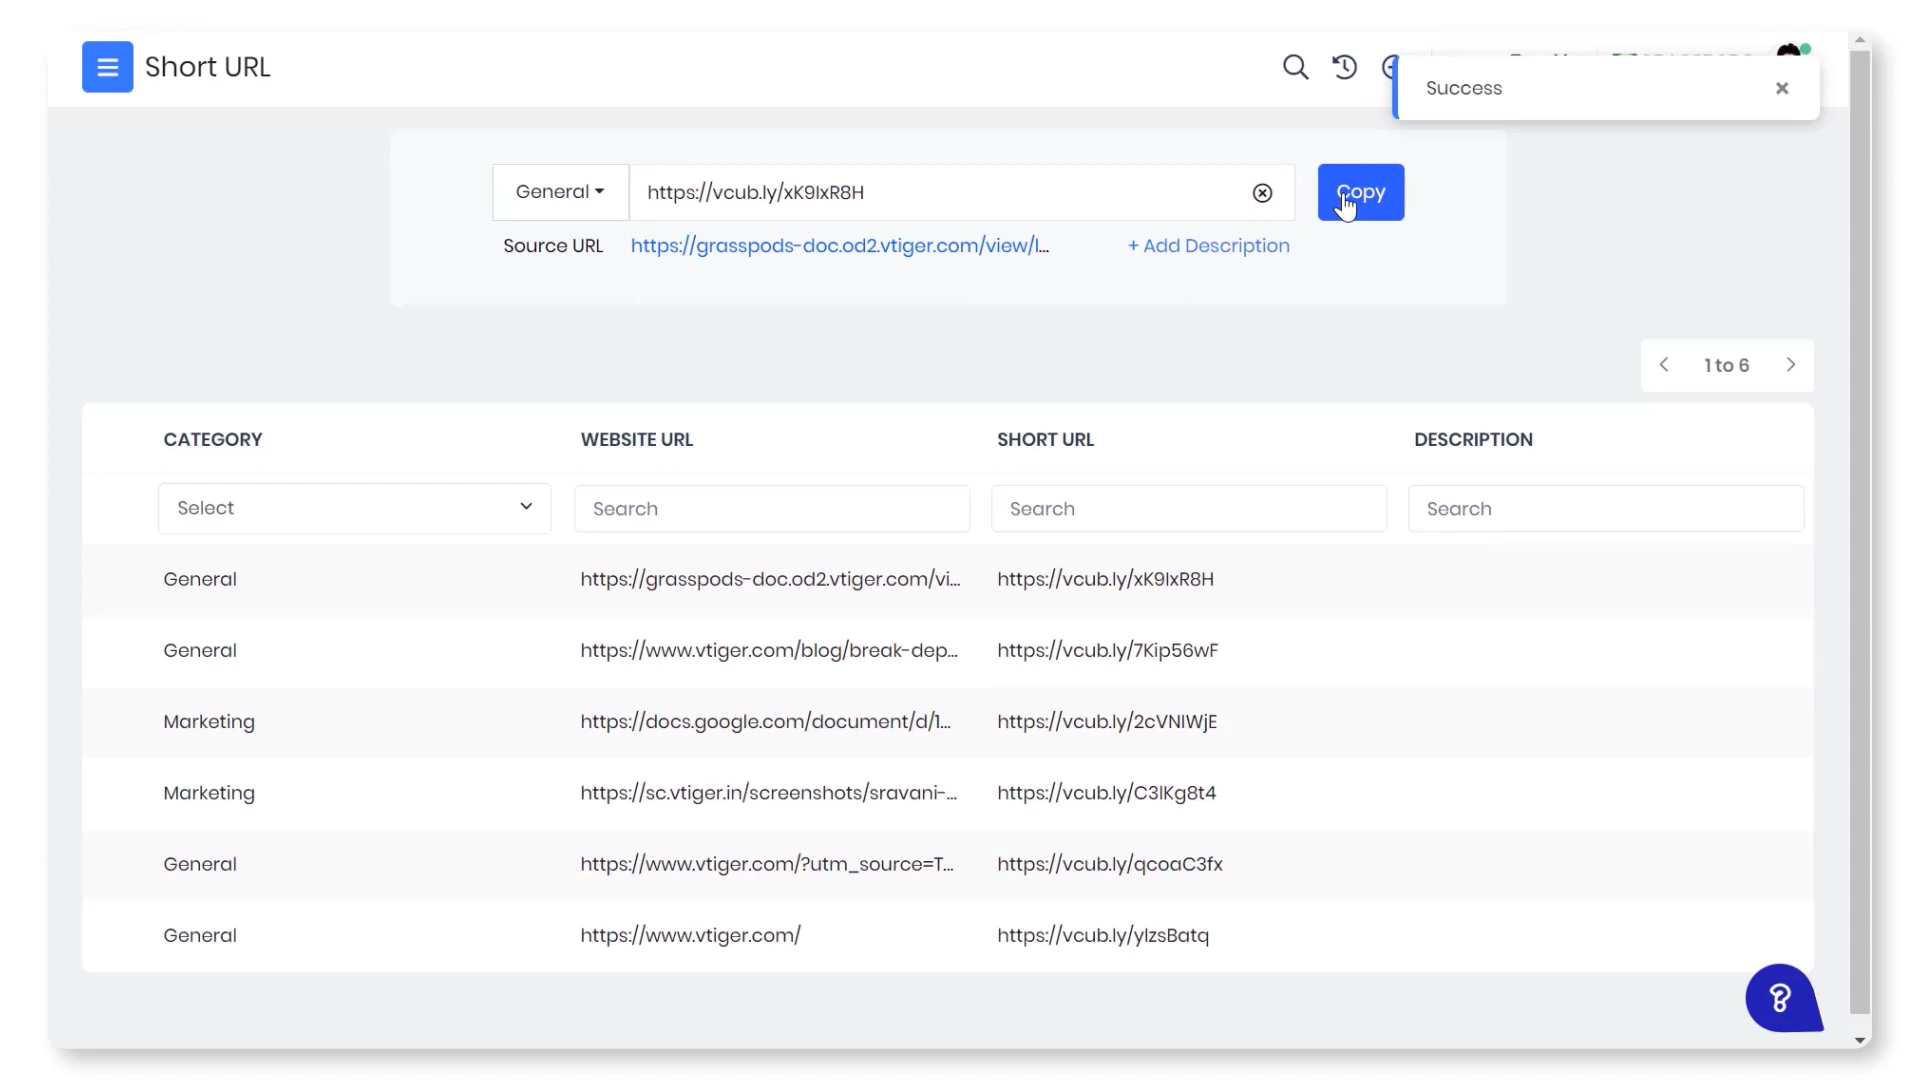 Short URL
Success
General https://vcub.ly/xK9IxR8H Copy
Source URL https://grasspods-doc.od2.vtiger.com/view/l... + Add Description
1 to 6
CATEGORY WEBSITE URL SHORT URL DESCRIPTION
Select Search Search Search
General https://grasspods-doc.od2.vtiger.com/vi... https://vcub.ly/xK9IxR8H
General https://www.vtiger.com/blog/break-dep... https://vcub.ly/7Kip56wF
Marketing https://docs.google.com/document/d/1... https://vcub.ly/2cVNIWjE
Marketing https://sc.vtiger.in/screenshots/sravani-... https://vcub.ly/C3IKg8t4
General https://www.vtiger.com/?utm_source=T... https://vcub.ly/qcoaC3fx
General https://www.vtiger.com/ https://vcub.ly/yIzsBatq